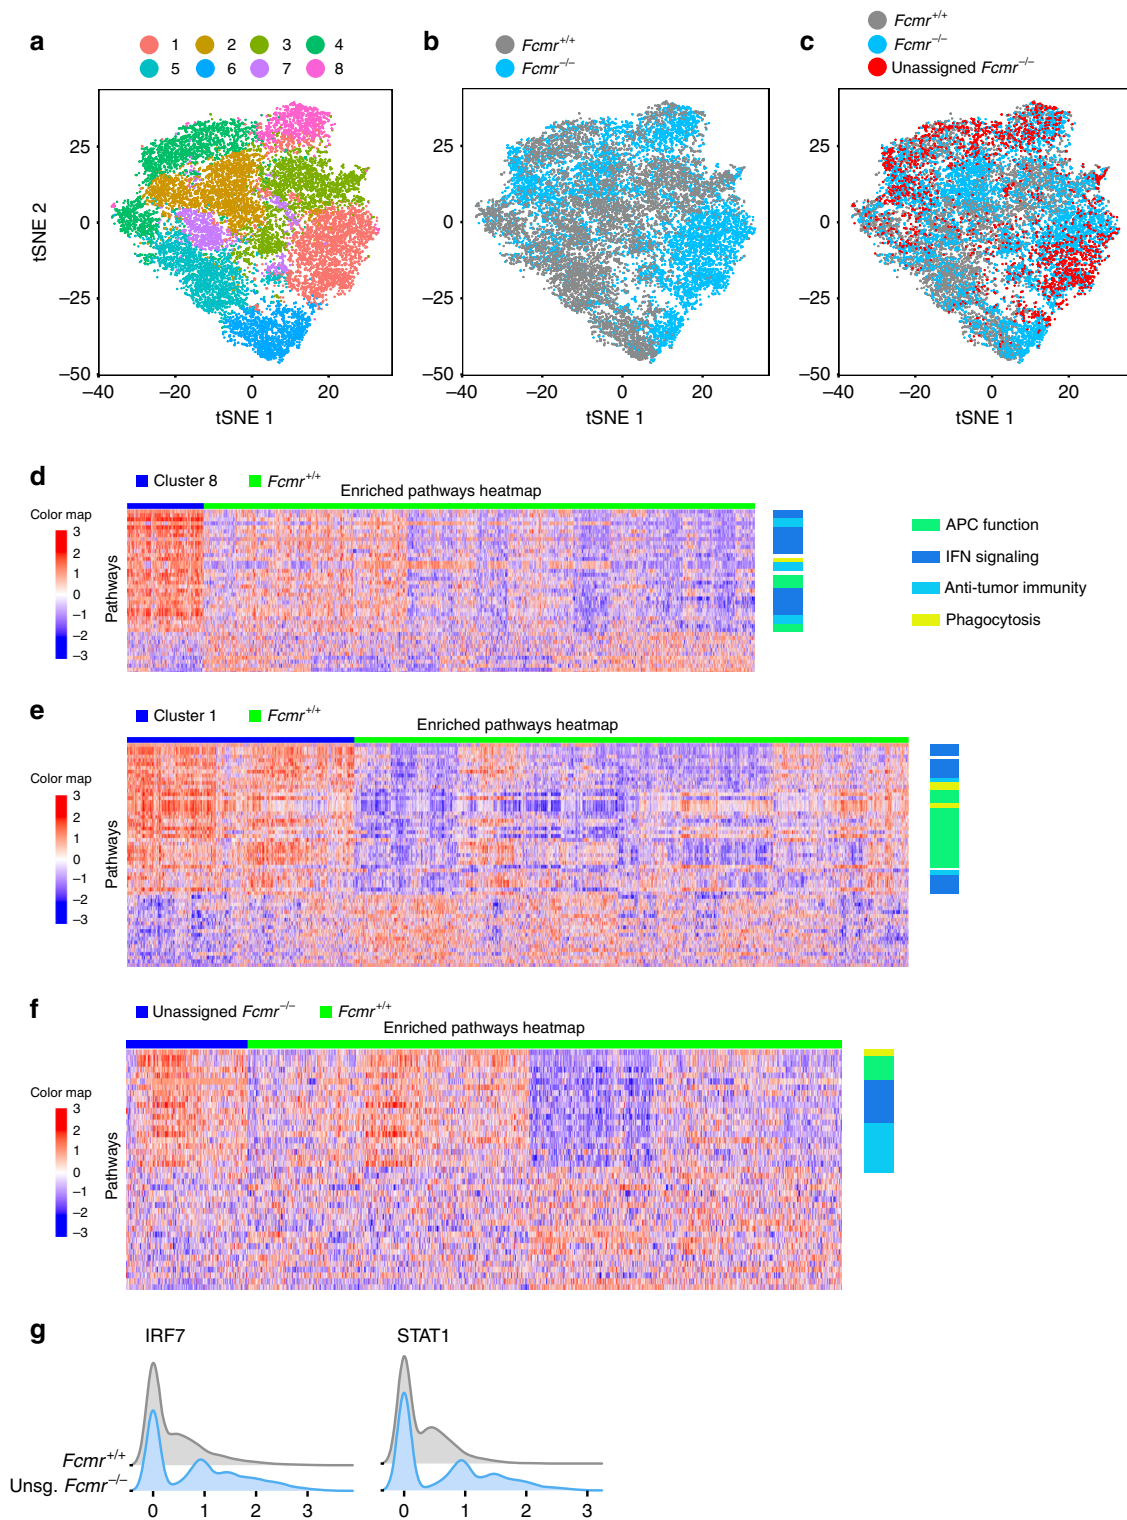 a
1 2 3 4
5 6 7 8
tSNE 2
25
0
−25
−50
−40 −20 0 20
tSNE 1
b
Fcmr+/+
Fcmr−/−
25
0
−25
−50
−40 −20 0 20
tSNE 1
c
Fcmr+/+
Fcmr−/−
Unassigned Fcmr−/−
25
0
−25
−50
−40 −20 0 20
tSNE 1
d
Cluster 8 Fcmr+/+
Enriched pathways heatmap
Color map
3
2
1
0
−1
−2
−3
Pathways
APC function
IFN signaling
Anti-tumor immunity
Phagocytosis
e
Cluster 1 Fcmr+/+
Enriched pathways heatmap
Color map
3
2
1
0
−1
−2
−3
Pathways
f
Unassigned Fcmr−/− Fcmr+/+
Enriched pathways heatmap
Color map
3
2
1
0
−1
−2
−3
Pathways
g
IRF7 STAT1
Fcmr+/+
Unsg. Fcmr−/−
0 1 2 3 0 1 2 3